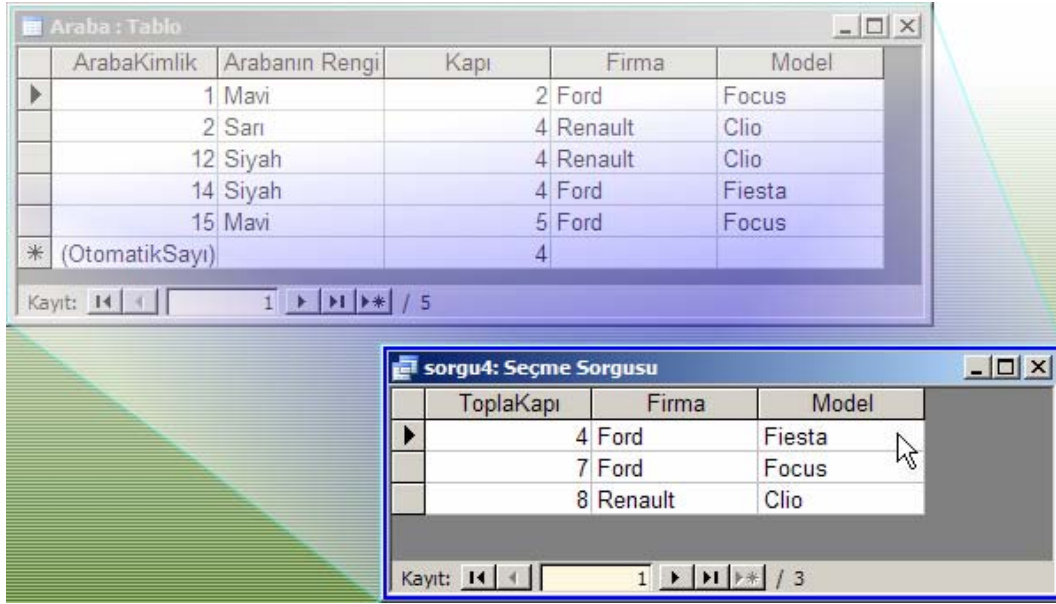 Araba : Tablo
ArabaKimlik Arabanın Rengi Kapı Firma Model
1 Mavi 2 Ford Focus
2 Sarı 4 Renault Clio
12 Siyah 4 Renault Clio
14 Siyah 4 Ford Fiesta
15 Mavi 5 Ford Focus
(OtomatikSayı) 4
Kayıt: 1 / 5
sorgu4: Seçme Sorgusu
ToplaKapı Firma Model
4 Ford Fiesta
7 Ford Focus
8 Renault Clio
Kayıt: 1 / 3